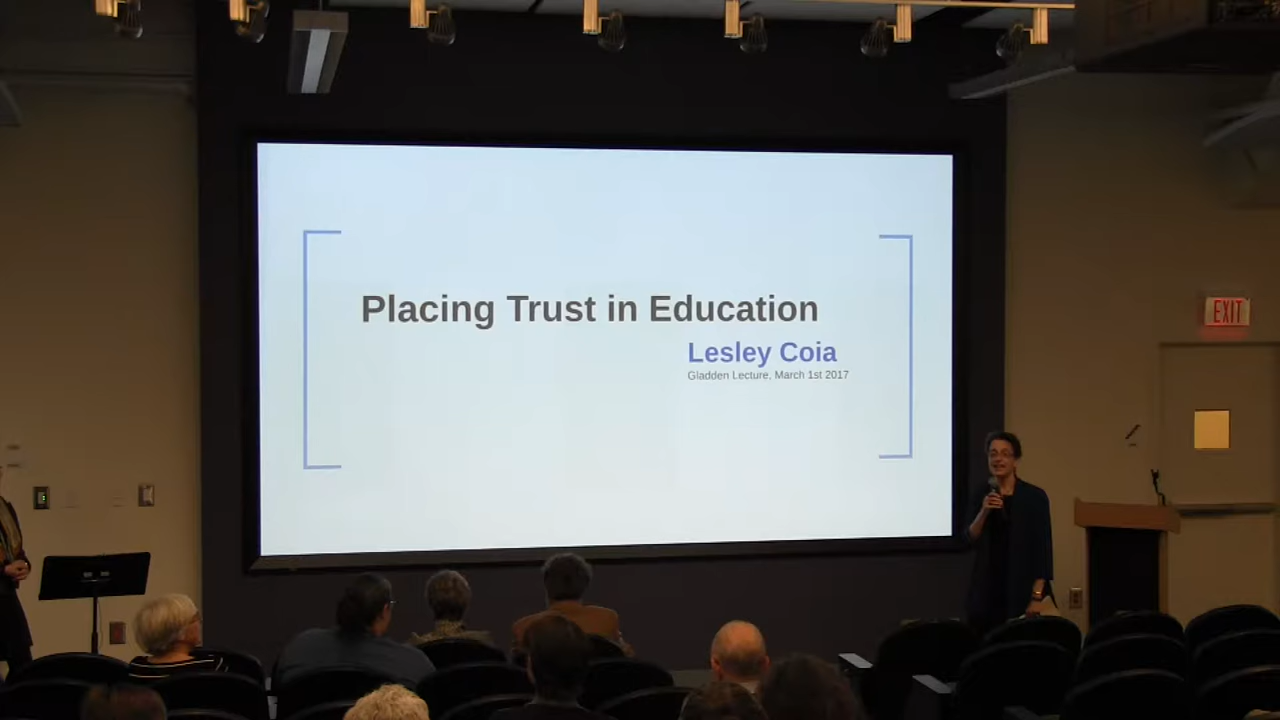 Placing Trust in Education
Lesley Coia
Gladden Lecture, March 1st 2017
EXIT